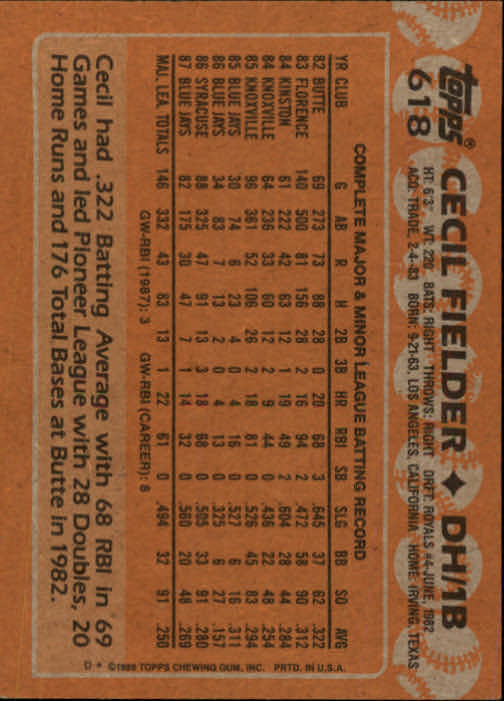 topps®
618
CECIL FIELDER ♦ DH/1B
HT: 6'3" WT: 220 BATS: RIGHT THROWS: RIGHT DRFT: ROYALS #4-JUNE 1982
ACQ: TRADE, 2-4-83 BORN: 9-21-63, LOS ANGELES, CALIFORNIA HOME: IRVING, TEXAS
COMPLETE MAJOR & MINOR LEAGUE BATTING RECORD
YR CLUB G AB R H 2B 3B HR RBI SB SLG BB SO AVG
82 BUTTE 69 273 73 88 28 0 20 68 3 .645 37 62 .322
83 FLORENCE 140 500 81 156 28 2 16 94 2 .472 58 90 .312
84 KINSTON 61 222 42 63 12 1 19 49 2 .604 28 44 .284
84 KNOXVILLE 64 236 33 60 12 2 9 44 0 .436 22 48 .254
85 KNOXVILLE 96 361 52 106 26 2 18 81 0 .526 45 83 .294
85 BLUE JAYS 30 74 6 23 4 0 4 16 0 .527 6 16 .311
86 BLUE JAYS 34 83 7 13 2 0 4 13 0 .325 6 27 .157
86 SYRACUSE 88 325 47 91 13 3 18 68 0 .505 33 91 .280
87 BLUE JAYS 82 175 30 47 7 1 14 32 0 .560 20 48 .269
MAJ. LEA. TOTALS 146 332 43 83 13 1 22 61 0 .494 32 91 .250
GW-RBI (1987): 3 GW-RBI (CAREER): 8
Cecil had .322 Batting Average with 68 RBI in 69
Games and led Pioneer League with 28 Doubles, 20
Home Runs and 176 Total Bases at Butte in 1982.
D * ©1988 TOPPS CHEWING GUM, INC. PRTD. IN U.S.A.